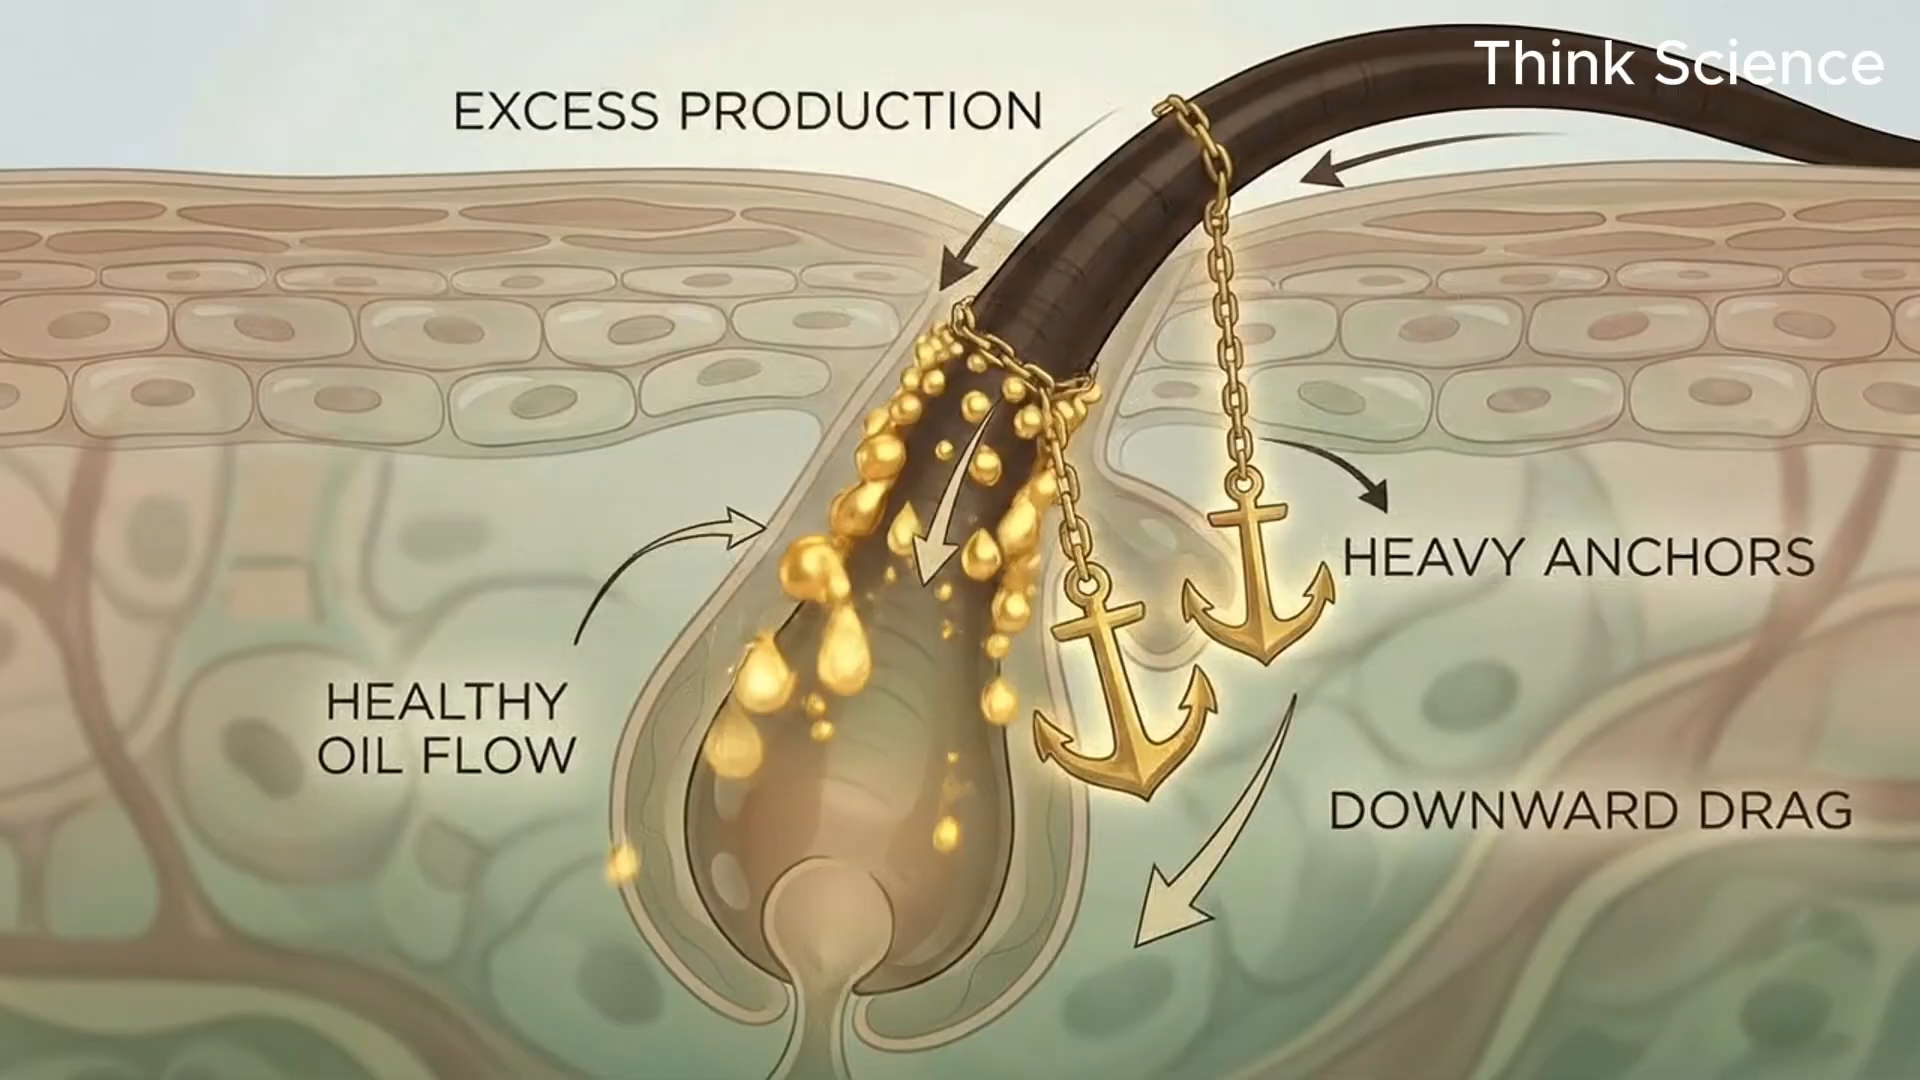 Think Science
EXCESS PRODUCTION
HEAVY ANCHORS
HEALTHY
OIL FLOW
DOWNWARD DRAG